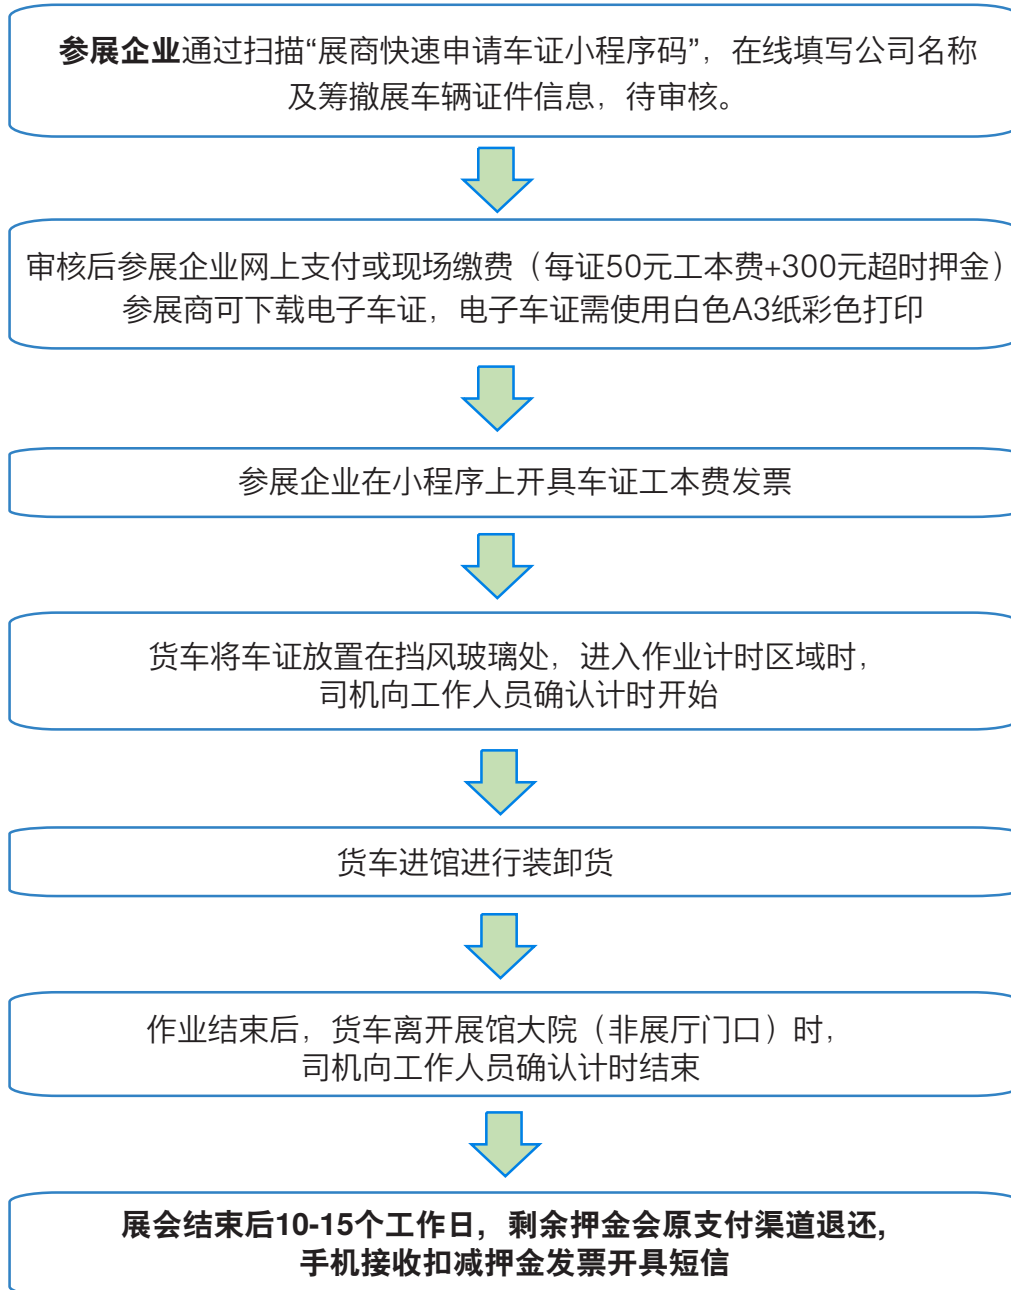 参展企业通过扫描“展商快速申请车证小程序码”，在线填写公司名称
及筹撤展车辆证件信息，待审核。
审核后参展企业网上支付或现场缴费（每证50元工本费+300元超时押金）
参展商可下载电子车证，电子车证需使用白色A3纸彩色打印
参展企业在小程序上开具车证工本费发票
货车将车证放置在挡风玻璃处，进入作业计时区域时，
司机向工作人员确认计时开始
货车进馆进行装卸货
作业结束后，货车离开展馆大院（非展厅门口）时，
司机向工作人员确认计时结束
展会结束后10-15个工作日，剩余押金会原支付渠道退还,
手机接收扣减押金发票开具短信